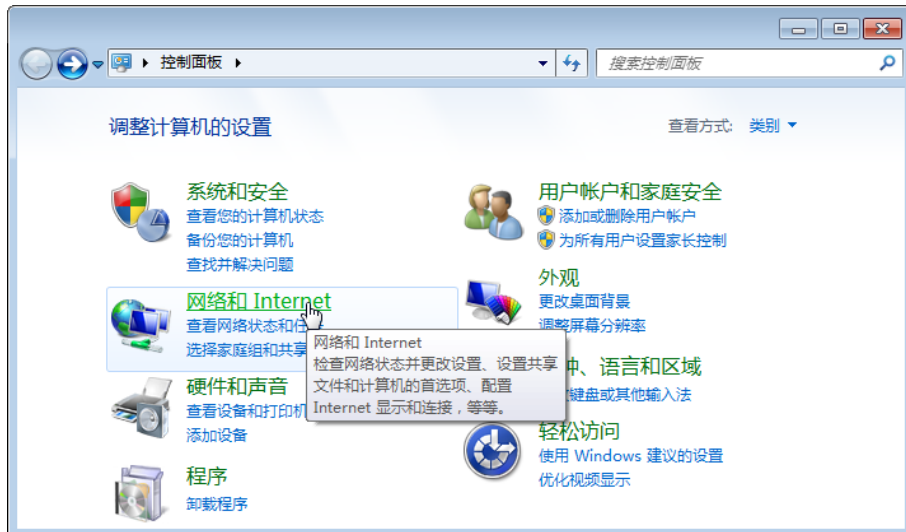 控制面板
搜索控制面板
调整计算机的设置
查看方式: 类别
系统和安全
查看您的计算机状态
备份您的计算机
查找并解决问题
网络和 Internet
查看网络状态和任
选择家庭组和共享
硬件和声音
查看设备和打印机
添加设备
程序
卸载程序
网络和 Internet
检查网络状态并更改设置、设置共享
文件和计算机的首选项、配置
Internet 显示和连接，等等。
用户帐户和家庭安全
添加或删除用户帐户
为所有用户设置家长控制
外观
更改桌面背景
调整屏幕分辨率
钟、语言和区域
键盘或其他输入法
轻松访问
使用 Windows 建议的设置
优化视频显示